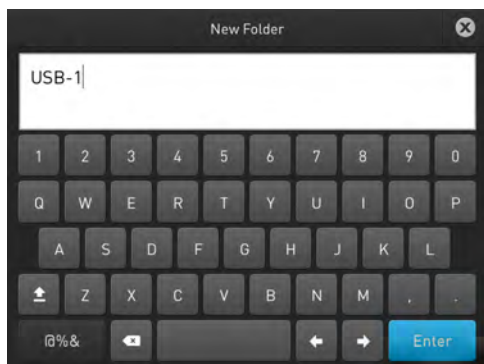 New Folder
USB-1
1 2 3 4 5 6 7 8 9 0
Q W E R T Y U I O P
A S D F G H J K L
Z X C V B N M , .
@%& Enter